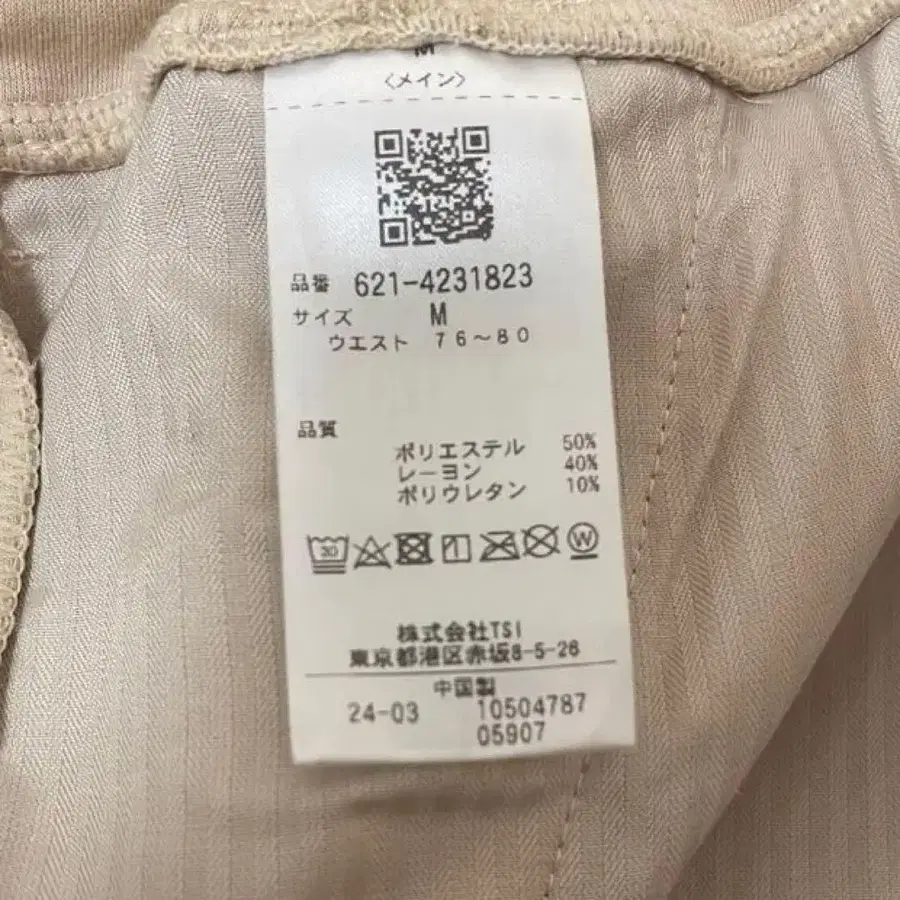 M
〈メイン〉
品番 621-4231823
サイズ M
ウエスト 76〜80
品質
ポリエステル 50%
レーヨン 40%
ポリウレタン 10%
30
W
株式会社TSI
東京都港区赤坂8-5-28
中国製
24-03 10504787
05907